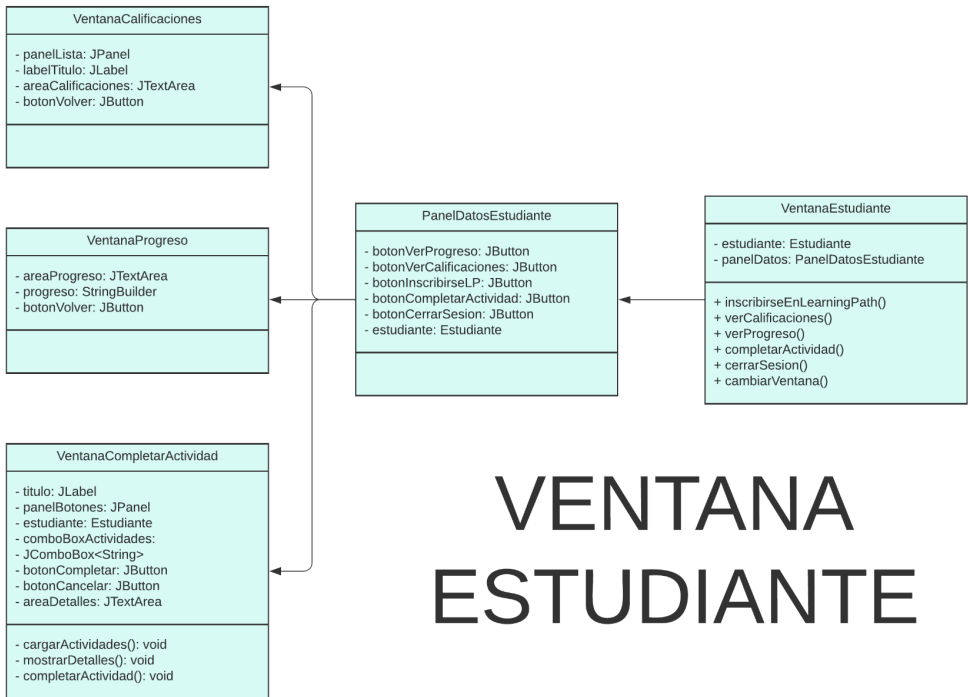 VentanaCalificaciones
- panelLista: JPanel
- labelTitulo: JLabel
- areaCalificaciones: JTextArea
- botonVolver: JButton
VentanaProgreso
- areaProgreso: JTextArea
- progreso: StringBuilder
- botonVolver: JButton
VentanaCompletarActividad
- titulo: JLabel
- panelBotones: JPanel
- estudiante: Estudiante
- comboBoxActividades:
- JComboBox<String>
- botonCompletar: JButton
- botonCancelar: JButton
- areaDetalles: JTextArea
- cargarActividades(): void
- mostrarDetalles(): void
- completarActividad(): void
PanelDatosEstudiante
- botonVerProgreso: JButton
- botonVerCalificaciones: JButton
- botonInscribirseLP: JButton
- botonCompletarActividad: JButton
- botonCerrarSesion: JButton
- estudiante: Estudiante
VentanaEstudiante
- estudiante: Estudiante
- panelDatos: PanelDatosEstudiante
+ inscribirseEnLearningPath()
+ verCalificaciones()
+ verProgreso()
+ completarActividad()
+ cerrarSesion()
+ cambiarVentana()
VENTANA
ESTUDIANTE